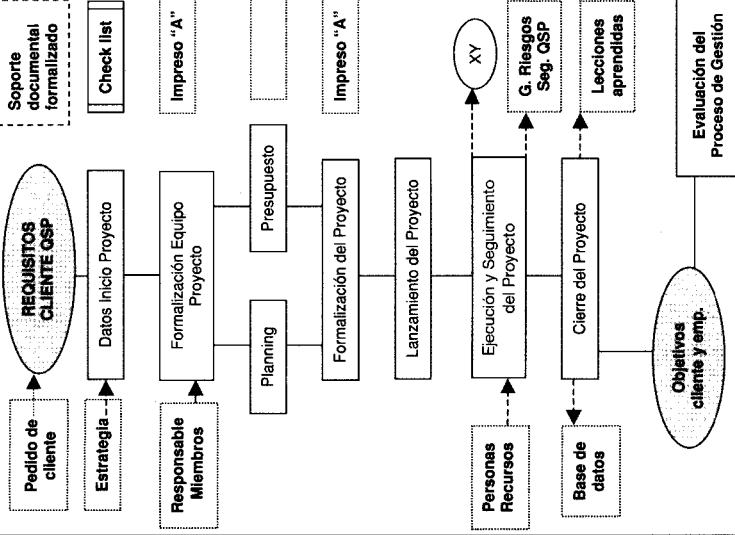 Soporte
documental
formalizado
REQUISITOS
CLIENTE QSP
Pedido de
cliente
Check list
Datos Inicio Proyecto
Estrategia
Impreso "A"
Formalización Equipo
Proyecto
Responsable
Miembros
Presupuesto
Planning
Impreso "A"
Formalización del Proyecto
Lanzamiento del Proyecto
XY
G. Riesgos
Seg. QSP
Ejecución y Seguimiento
del Proyecto
Personas
Recursos
Lecciones
aprendidas
Cierre del Proyecto
Base de
datos
Objetivos
cliente y emp.
Evaluación del
Proceso de Gestión